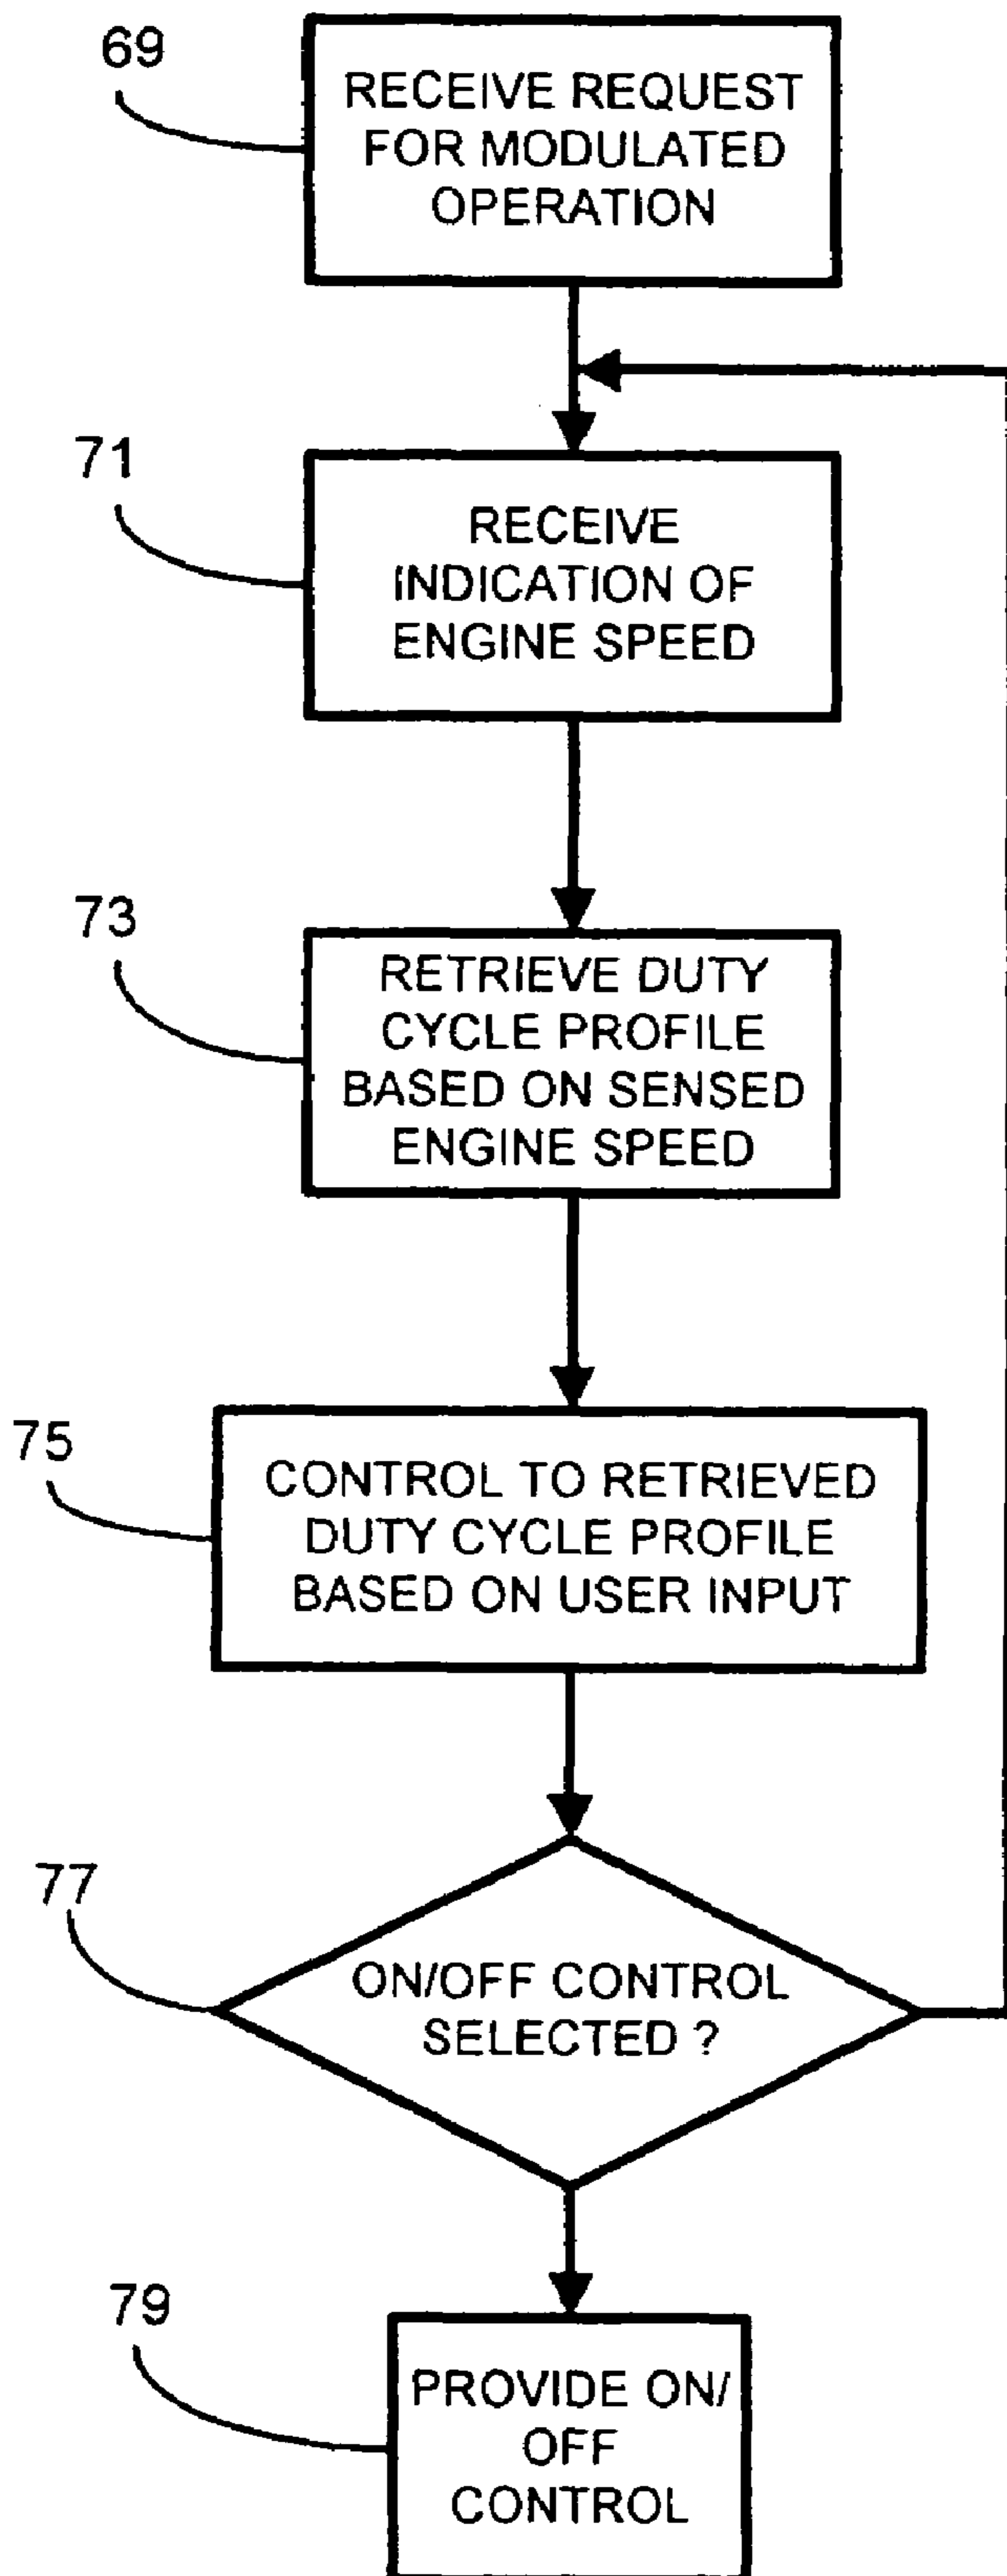 69
RECEIVE REQUEST
FOR MODULATED
OPERATION
71
RECEIVE
INDICATION OF
ENGINE SPEED
73
RETRIEVE DUTY
CYCLE PROFILE
BASED ON SENSED
ENGINE SPEED
75
CONTROL TO RETRIEVED
DUTY CYCLE PROFILE
BASED ON USER INPUT
77
ON/OFF CONTROL
SELECTED ?
79
PROVIDE ON/
OFF
CONTROL